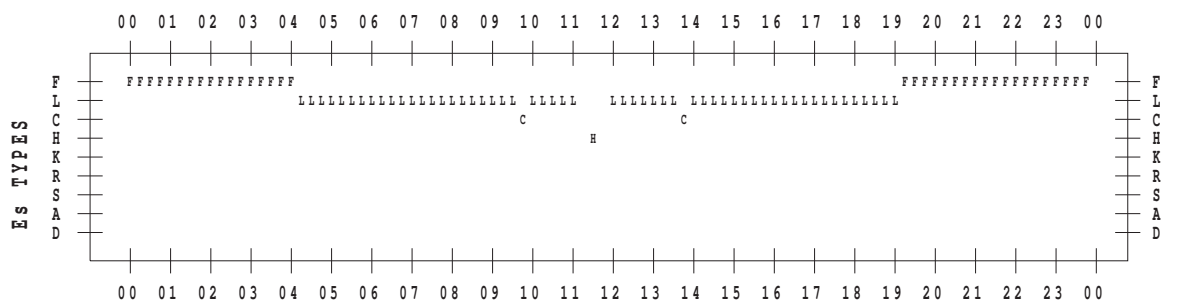 00 01 02 03 04 05 06 07 08 09 10 11 12 13 14 15 16 17 18 19 20 21 22 23 00
F FFFFFFFFFFFFFFFFF FFFFFFFFFFFFFFFFFFF F
L LLLLLLLLLLLLLLLLLLLLLL LLLLL LLLLLLL LLLLLLLLLLLLLLLLLLLLL L
C C C C
H H H
K K
R R
S S
A A
D D
Es TYPES
00 01 02 03 04 05 06 07 08 09 10 11 12 13 14 15 16 17 18 19 20 21 22 23 00